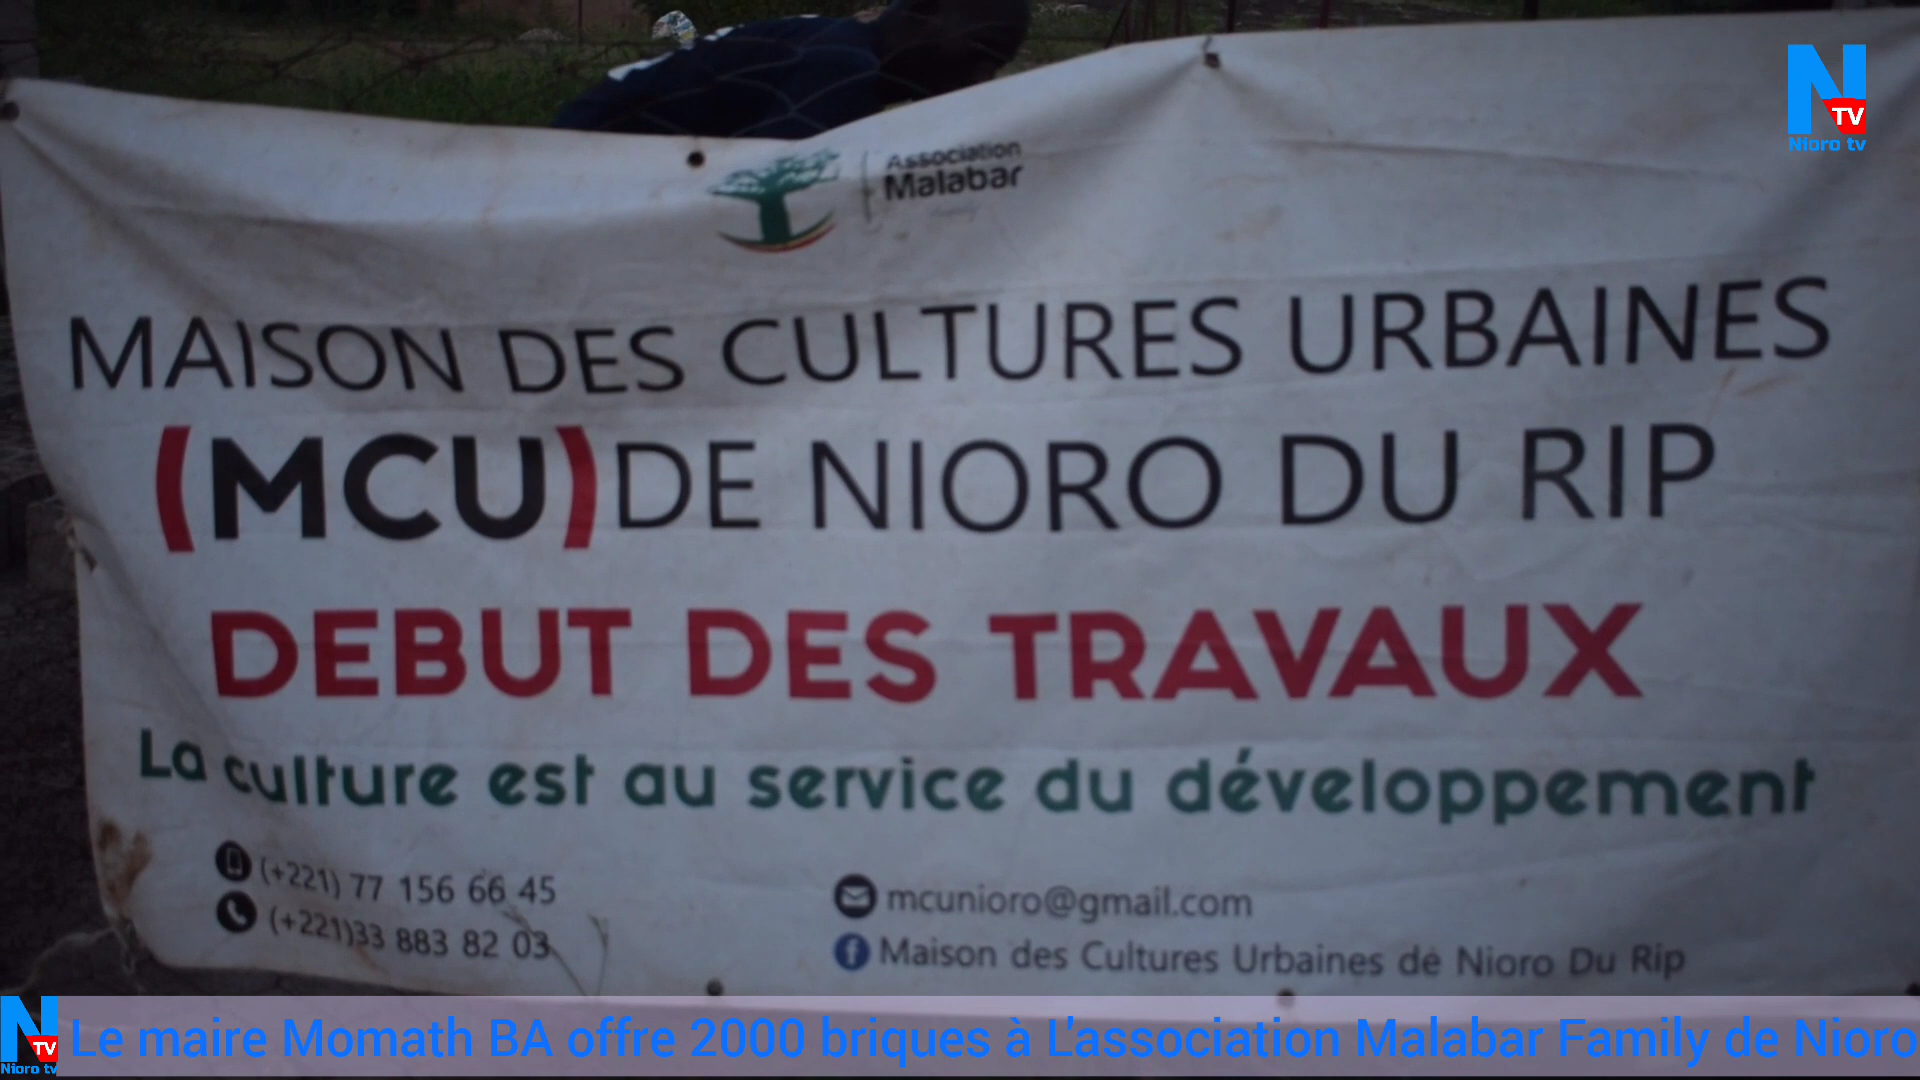 N
TV
Nioro tv
Association
Malabar
family
MAISON DES CULTURES URBAINES
(MCU) DE NIORO DU RIP
DEBUT DES TRAVAUX
La culture est au service du développement
(+221) 77 156 66 45
(+221)33 883 82 03
mcunioro@gmail.com
Maison des Cultures Urbaines de Nioro Du Rip
N
TV
Nioro tv
Le maire Momath BA offre 2000 briques à L'association Malabar Family de Nioro